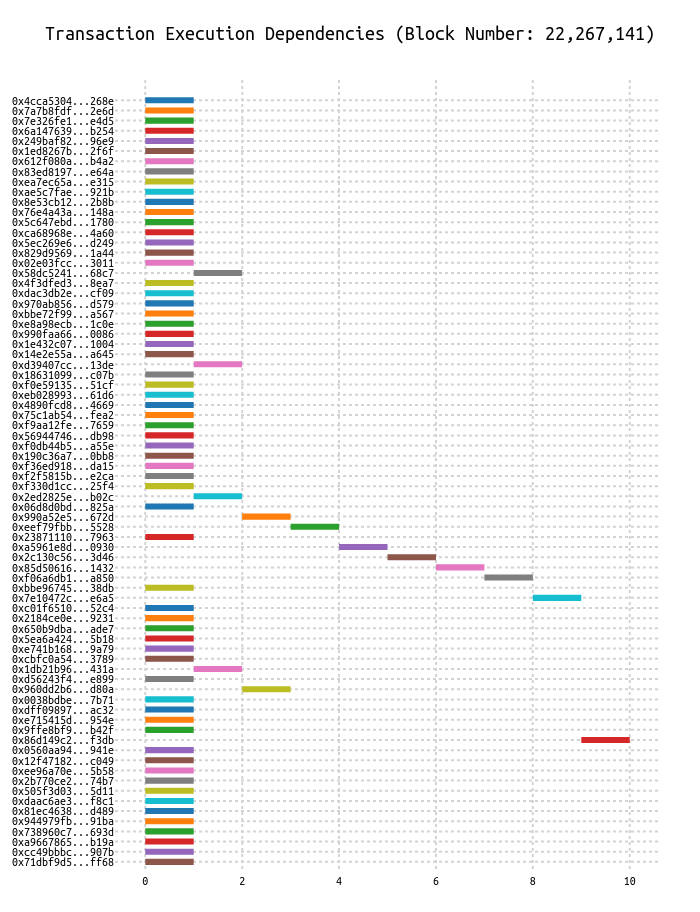 Transaction Execution Dependencies (Block Number: 22,267,141)
0x4cca5304...268e
0x7a7b8fdf...2e6d
0x7e326fe1...e4d5
0x6a147639...b254
0x249baf82...96e9
0x1ed8267b...2f6f
0x612f080a...b4a2
0x83ed8197...e64a
0xea7ec65a...e315
0xae5c7fae...921b
0x8e53cb12...2b8b
0x76e4a43a...148a
0x5c647ebd...1780
0xca68968e...4a60
0x5ec269e6...d249
0x829d9569...1a44
0x02e03fcc...3011
0x58dc5241...68c7
0x4f3dfed3...8ea7
0xdac3db2e...cf09
0x970ab856...d579
0xbbe72f99...a567
0xe8a98ecb...1c0e
0x990faa66...0086
0x1e432c07...1004
0x14e2e55a...a645
0xd39407cc...13de
0x18631099...c07b
0xf0e59135...51cf
0xeb028993...61d6
0x4890fcd8...4669
0x75c1ab54...fea2
0xf9aa12fe...7659
0x56944746...db98
0xf0db44b5...a55e
0x190c36a7...0bb8
0xf36ed918...da15
0xf2f5815b...e2ca
0xf330d1cc...25f4
0x2ed2825e...b02c
0x06d8d0bd...825a
0x990a52e5...672d
0xeef79fbb...5528
0x23871110...7963
0xa5961e8d...0930
0x2c130c56...3d46
0x85d50616...1432
0xf06a6db1...a850
0xbbe96745...38db
0x7e10472c...e6a5
0xc01f6510...52c4
0x2184ce0e...9231
0x650b9dba...ade7
0x5ea6a424...5b18
0xe741b168...9a79
0xcbfc0a54...3789
0x1db21b96...431a
0xd56243f4...e899
0x960dd2b6...d80a
0x0038bdbe...7b71
0xdff09897...ac32
0xe715415d...954e
0x9ffe8bf9...b42f
0x86d149c2...f3db
0x0560aa94...941e
0x12f47182...c049
0xee96a70e...5b58
0x2b770ce2...74b7
0x505f3d03...5d11
0xdaac6ae3...f8c1
0x81ec4638...d489
0x944979fb...91ba
0x738960c7...693d
0xa9667865...b19a
0xcc49bbbc...907b
0x71dbf9d5...ff68
0 2 4 6 8 10